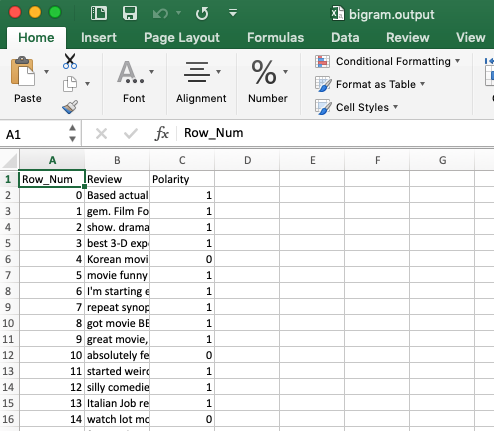 bigram.output
Home Insert Page Layout Formulas Data Review View
Paste Font Alignment Number Conditional Formatting Format as Table Cell Styles
A1 fx Row_Num
A B C D E F G
1 Row_Num Review Polarity
2 0 Based actual 1
3 1 gem. Film Fo 1
4 2 show. drama 1
5 3 best 3-D exp 1
6 4 Korean movi 0
7 5 movie funny 1
8 6 I'm starting e 1
9 7 repeat synop 1
10 8 got movie BE 1
11 9 great movie, 1
12 10 absolutely fe 0
13 11 started weird 1
14 12 silly comedie 1
15 13 Italian Job re 1
16 14 watch lot mo 0